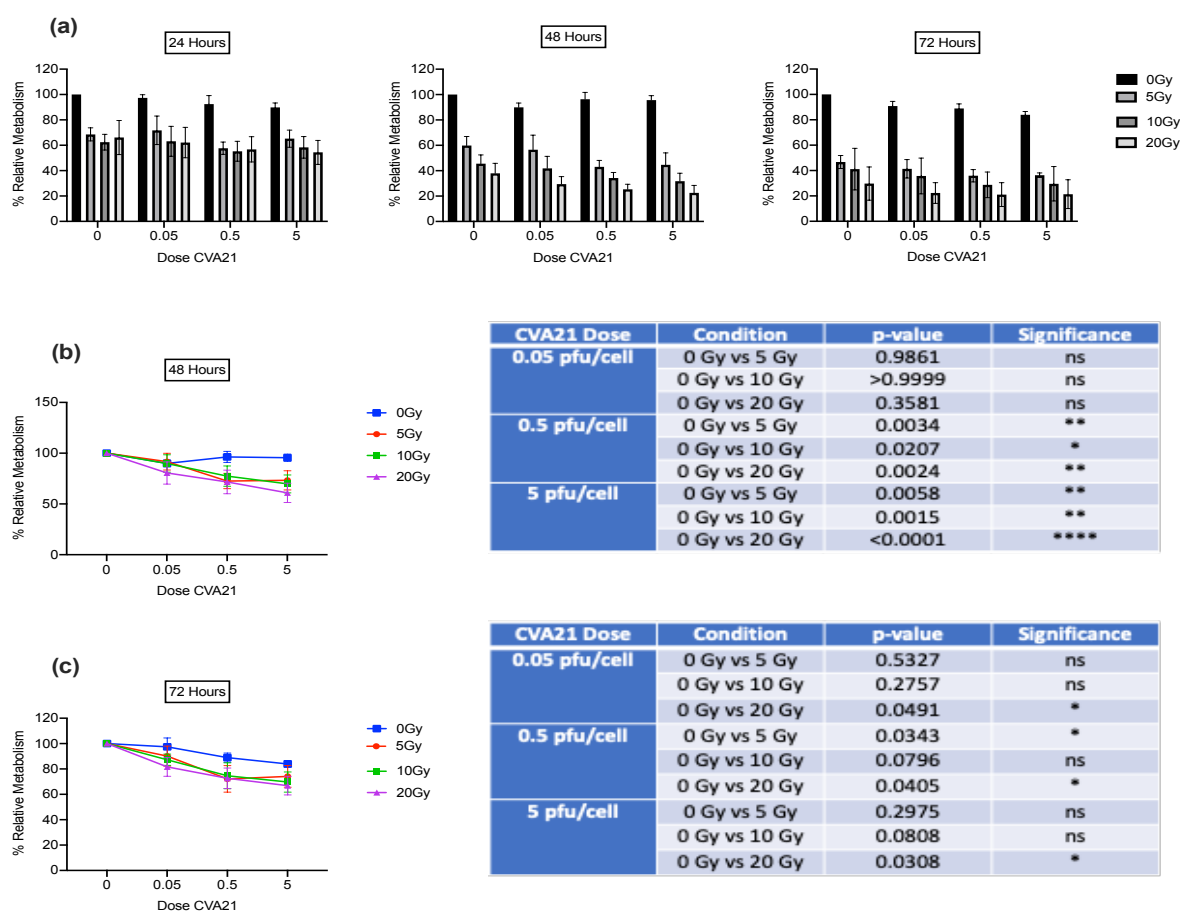 (a)
24 Hours
48 Hours
72 Hours
% Relative Metabolism
120
100
80
60
40
20
0
0 0.05 0.5 5
Dose CVA21
% Relative Metabolism
120
100
80
60
40
20
0
0 0.05 0.5 5
Dose CVA21
% Relative Metabolism
120
100
80
60
40
20
0
0 0.05 0.5 5
Dose CVA21
0Gy
5Gy
10Gy
20Gy
(b)
48 Hours
% Relative Metabolism
150
100
50
0
0 0.05 0.5 5
Dose CVA21
0Gy
5Gy
10Gy
20Gy
CVA21 Dose Condition p-value Significance
0.05 pfu/cell 0 Gy vs 5 Gy 0.9861 ns
0 Gy vs 10 Gy >0.9999 ns
0 Gy vs 20 Gy 0.3581 ns
0.5 pfu/cell 0 Gy vs 5 Gy 0.0034 **
0 Gy vs 10 Gy 0.0207 *
0 Gy vs 20 Gy 0.0024 **
5 pfu/cell 0 Gy vs 5 Gy 0.0058 **
0 Gy vs 10 Gy 0.0015 **
0 Gy vs 20 Gy <0.0001 ****
(c)
72 Hours
% Relative Metabolism
120
100
80
60
40
20
0
0 0.05 0.5 5
Dose CVA21
0Gy
5Gy
10Gy
20Gy
CVA21 Dose Condition p-value Significance
0.05 pfu/cell 0 Gy vs 5 Gy 0.5327 ns
0 Gy vs 10 Gy 0.2757 ns
0 Gy vs 20 Gy 0.0491 *
0.5 pfu/cell 0 Gy vs 5 Gy 0.0343 *
0 Gy vs 10 Gy 0.0796 ns
0 Gy vs 20 Gy 0.0405 *
5 pfu/cell 0 Gy vs 5 Gy 0.2975 ns
0 Gy vs 10 Gy 0.0808 ns
0 Gy vs 20 Gy 0.0308 *